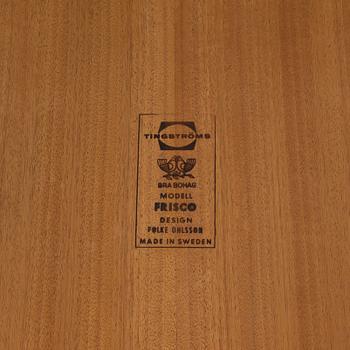 TINGSTRÖMS
BRA BOHAG
MODELL
FRISCO
DESIGN
FOLKE OHLSSON
MADE IN SWEDEN